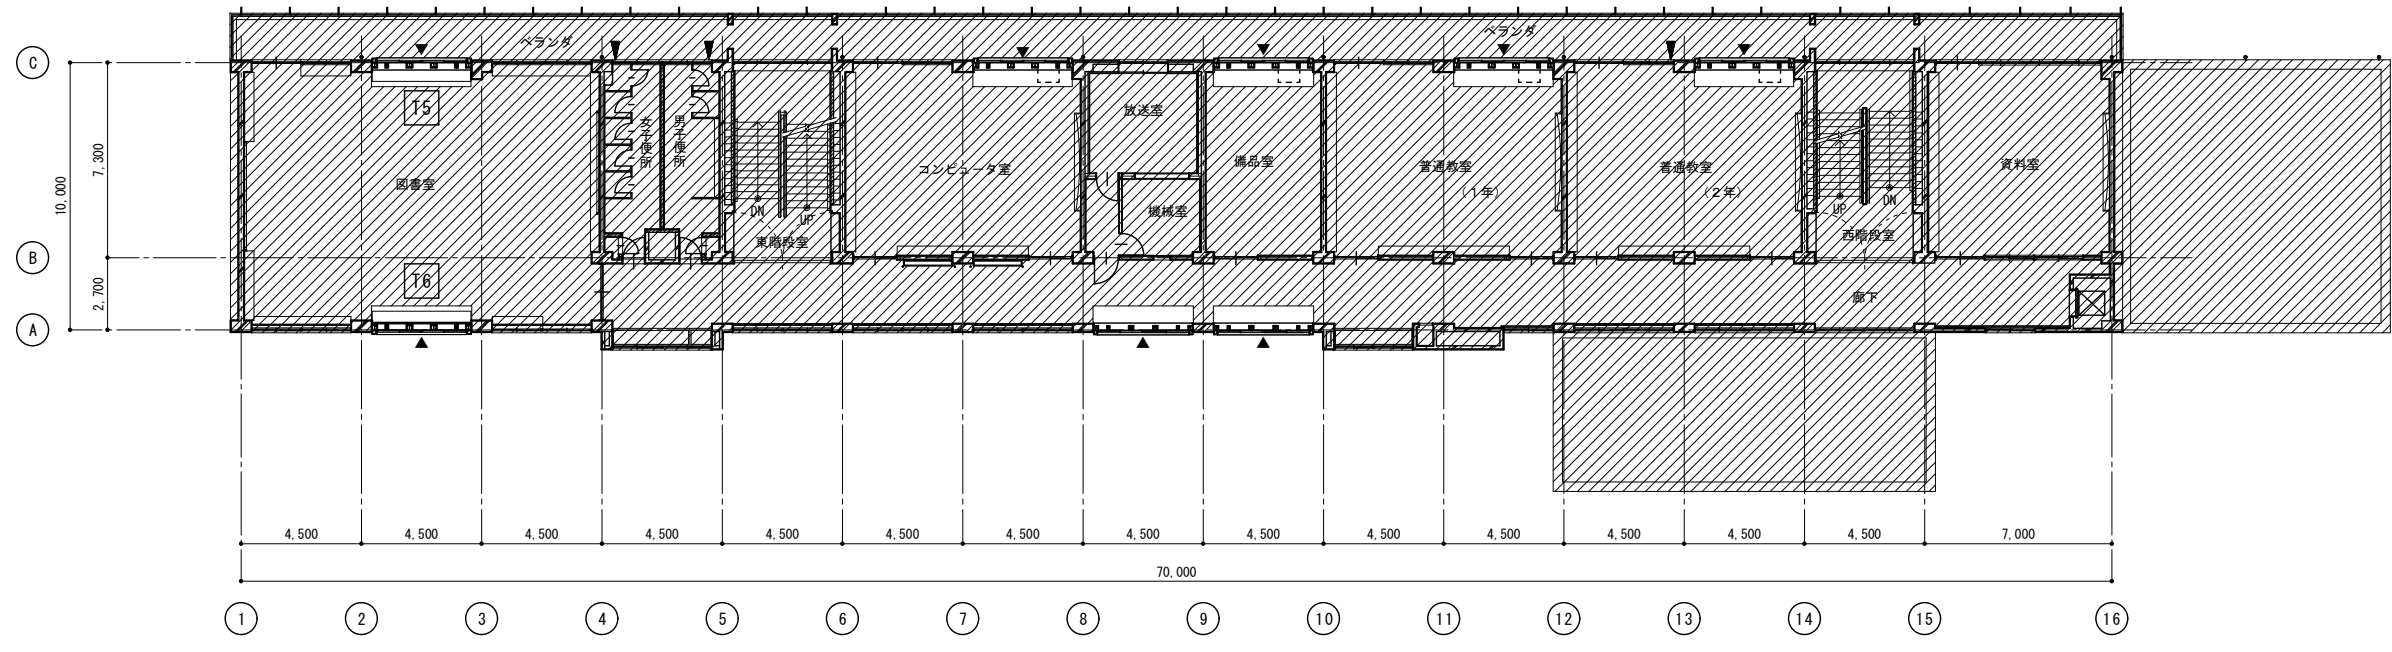 ベランダ
ベランダ
C
B
A
10,000
7,300
2,700
T5
T6
図書室
女子便所
男子便所
DN
UP
東階段室
コンピュータ室
放送室
機械室
備品室
普通教室
(1年)
普通教室
(2年)
UP
DN
西階段室
資料室
廊下
4,500
4,500
4,500
4,500
4,500
4,500
4,500
4,500
4,500
4,500
4,500
4,500
4,500
4,500
7,000
70,000
1
2
3
4
5
6
7
8
9
10
11
12
13
14
15
16